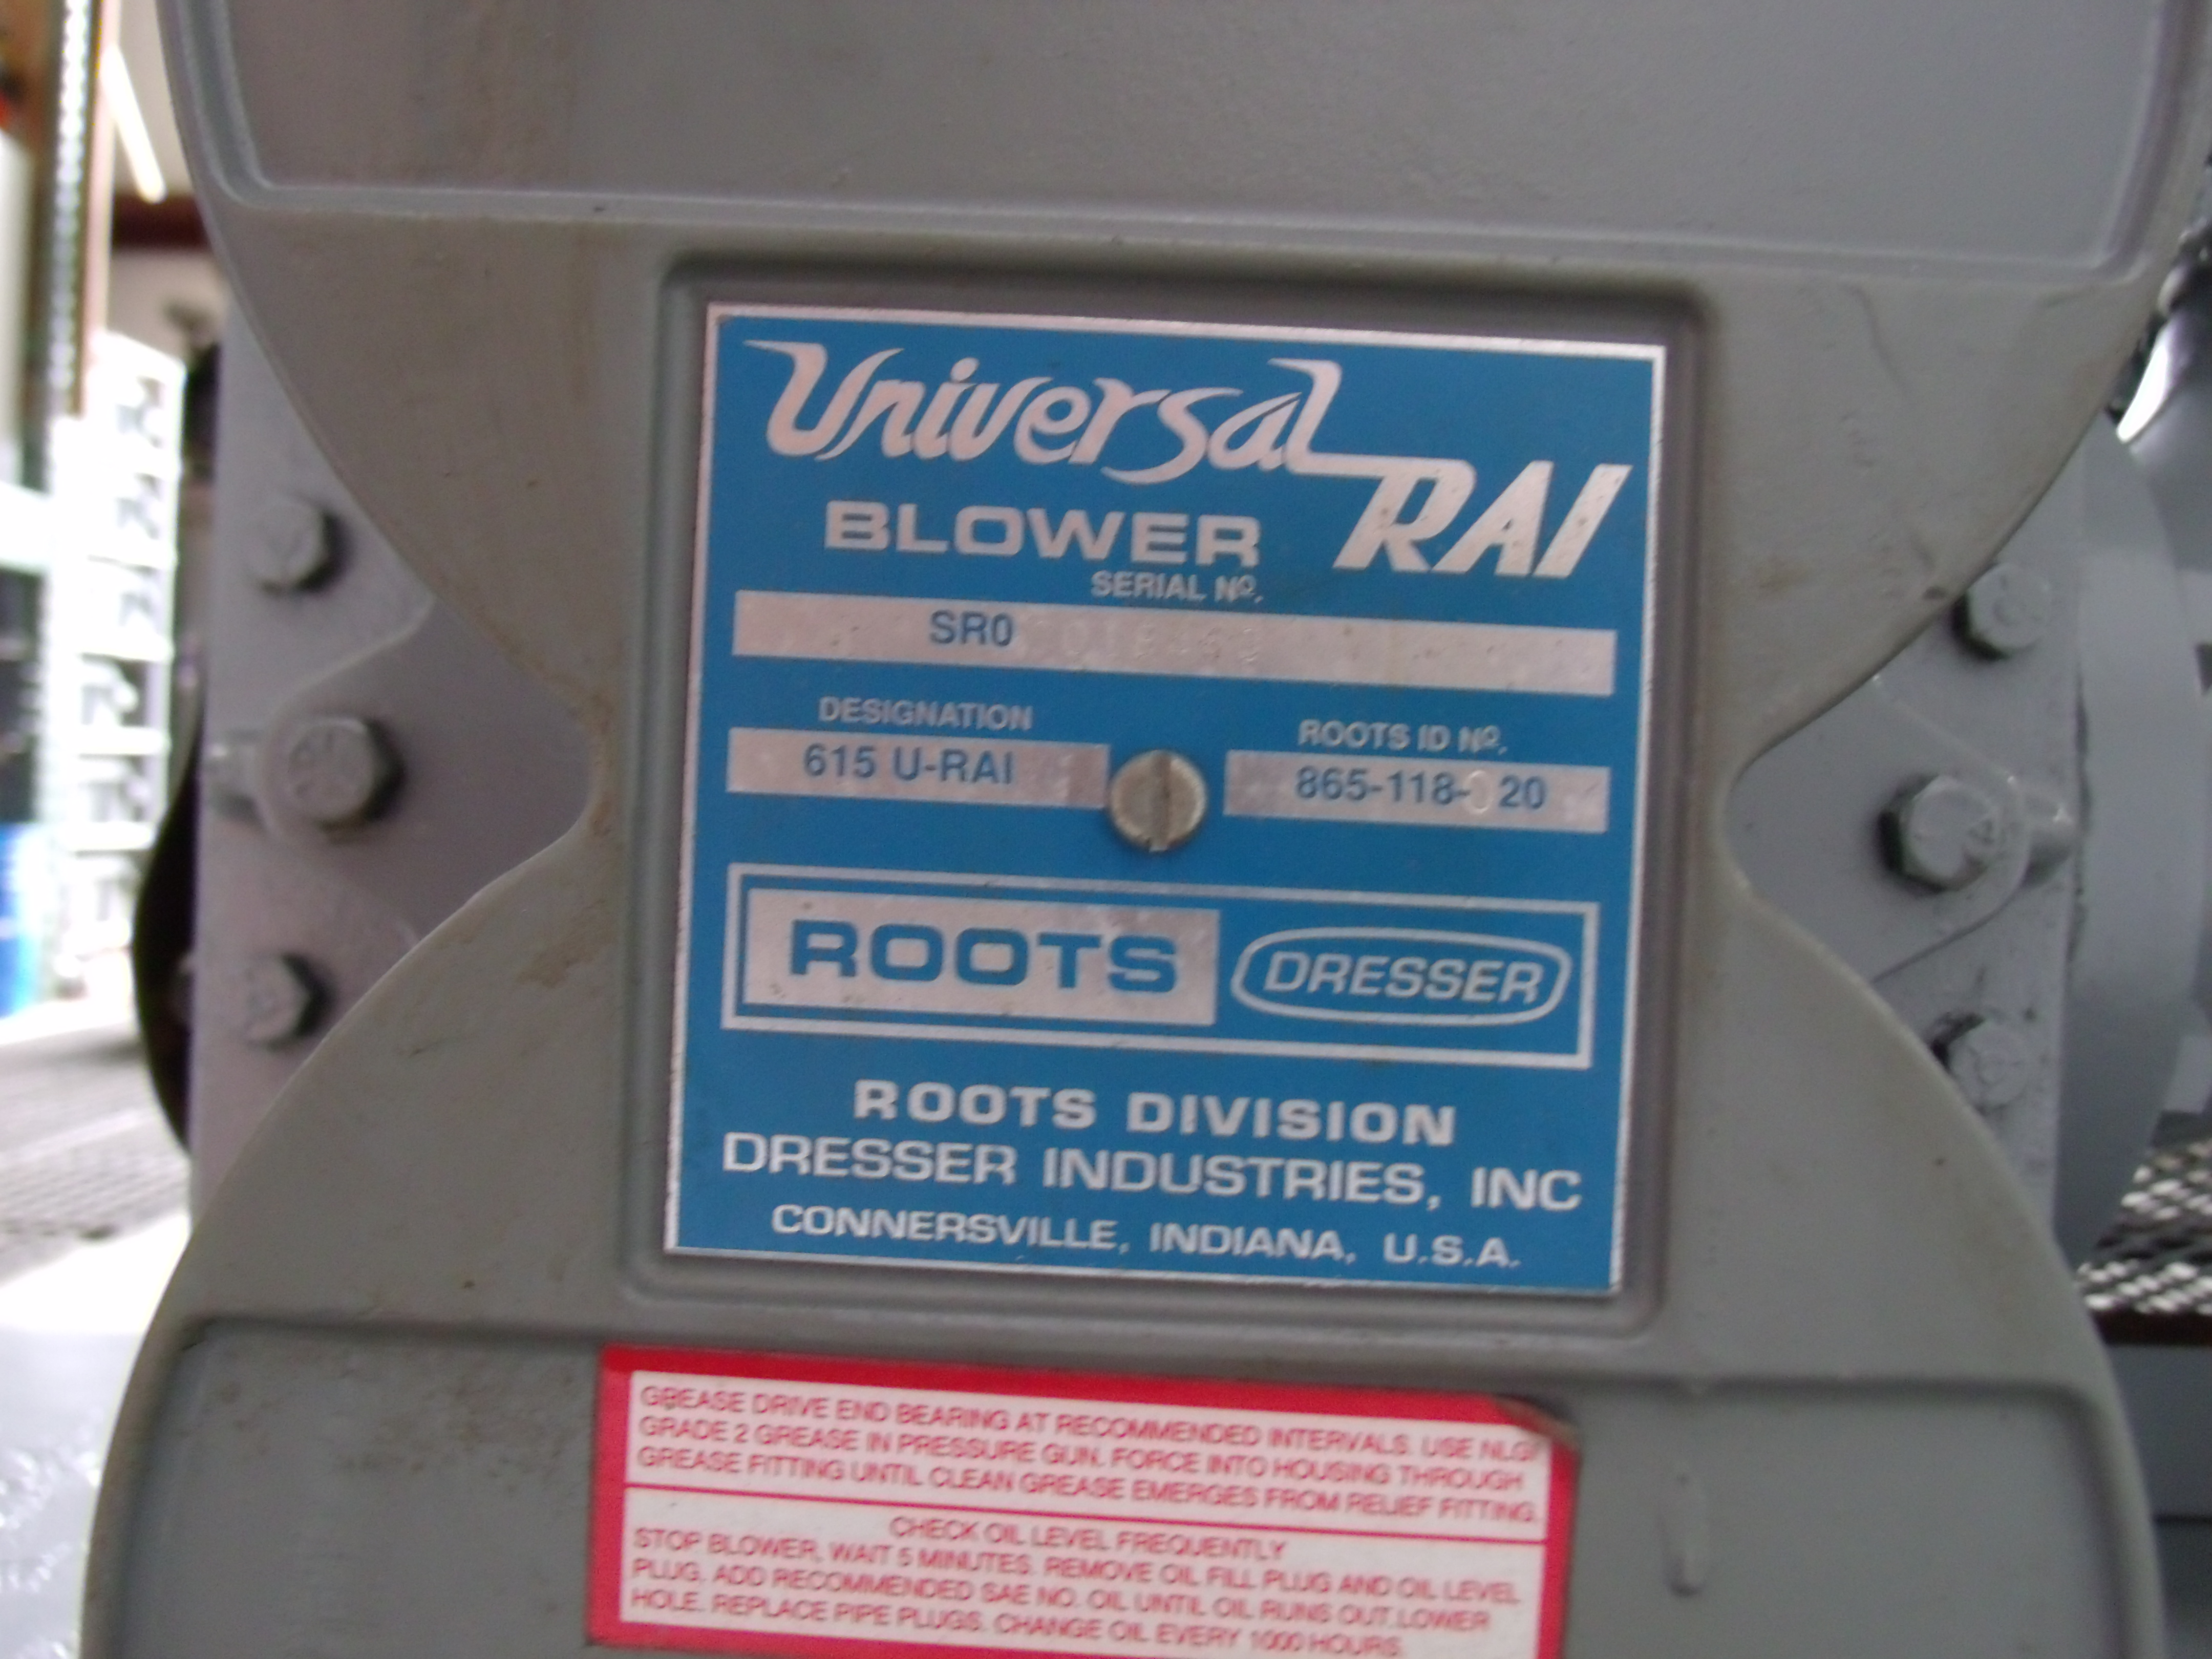 Universal RAI
BLOWER
SERIAL Nº.
SR0
DESIGNATION
ROOTS ID Nº.
615 U-RAI
865-118-020
ROOTS
DRESSER
ROOTS DIVISION
DRESSER INDUSTRIES, INC
CONNERSVILLE, INDIANA, U.S.A.
GREASE DRIVE END BEARING AT RECOMMENDED INTERVALS. USE NLGI
GRADE 2 GREASE IN PRESSURE GUN. FORCE INTO HOUSING THROUGH
GREASE FITTING UNTIL CLEAN GREASE EMERGES FROM RELIEF FITTING.
CHECK OIL LEVEL FREQUENTLY
STOP BLOWER, WAIT 5 MINUTES. REMOVE OIL FILL PLUG AND OIL LEVEL
PLUG. ADD RECOMMENDED SAE NO. OIL UNTIL OIL RUNS OUT LOWER
HOLE. REPLACE PIPE PLUGS. CHANGE OIL EVERY 1000 HOURS.